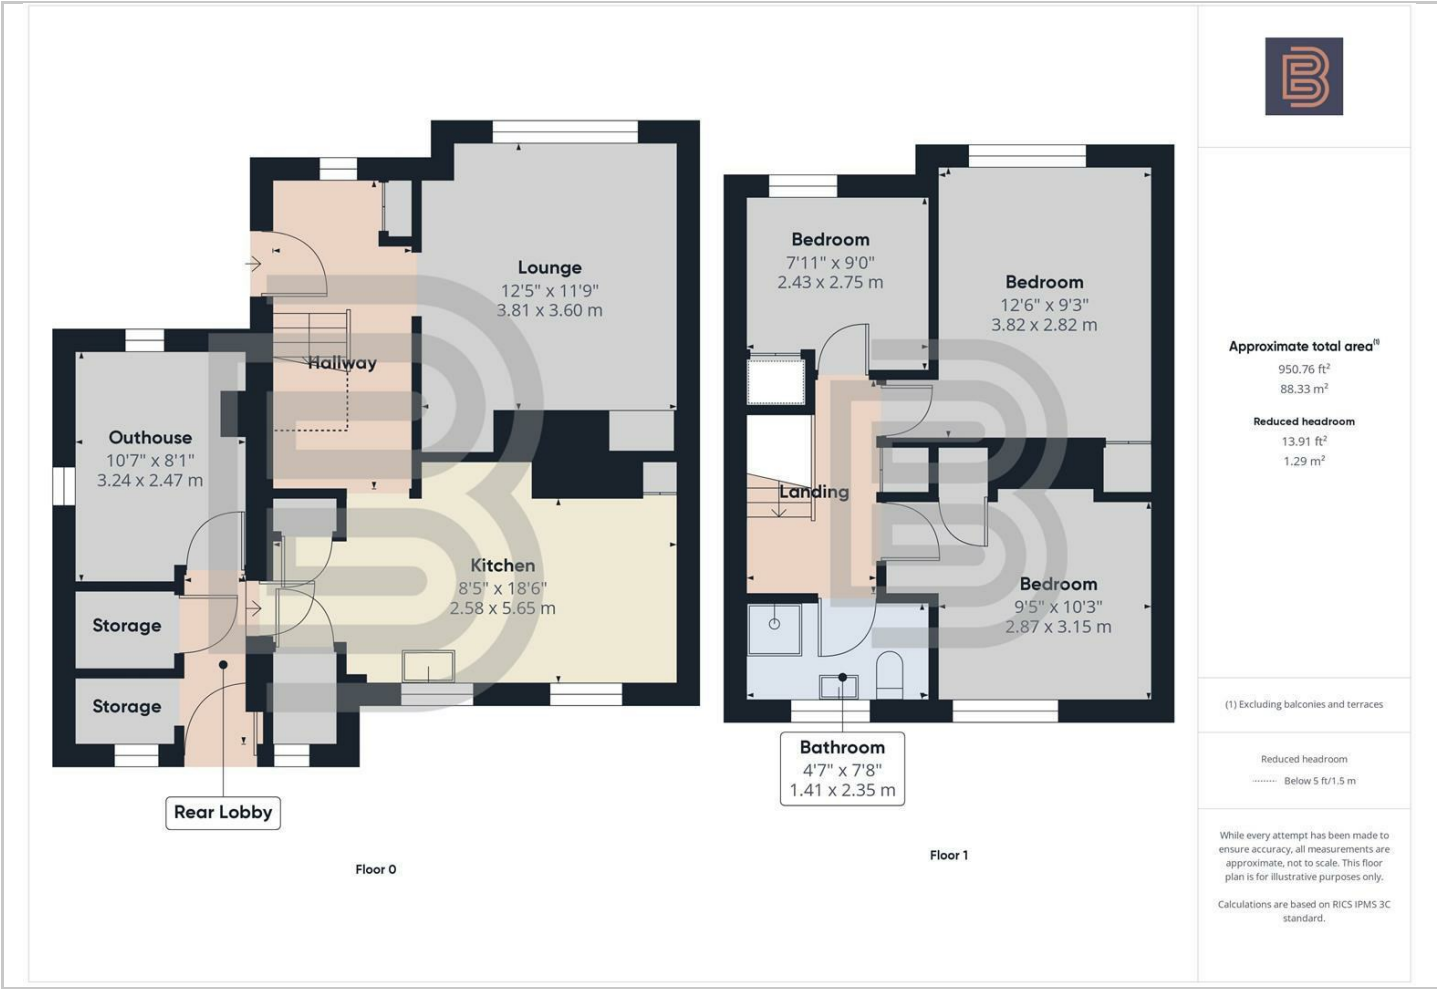 Lounge
12'5" x 11'9"
3.81 x 3.60 m
Hallway
Outhouse
10'7" x 8'1"
3.24 x 2.47 m
Kitchen
8'5" x 18'6"
2.58 x 5.65 m
Storage
Storage
Rear Lobby
Floor 0
Bedroom
7'11" x 9'0"
2.43 x 2.75 m
Bedroom
12'6" x 9'3"
3.82 x 2.82 m
Landing
Bedroom
9'5" x 10'3"
2.87 x 3.15 m
Bathroom
4'7" x 7'8"
1.41 x 2.35 m
Floor 1
B
Approximate total area⁽¹⁾
950.76 ft²
88.33 m²
Reduced headroom
13.91 ft²
1.29 m²
(1) Excluding balconies and terraces
Reduced headroom
Below 5 ft/1.5 m
While every attempt has been made to
ensure accuracy, all measurements are
approximate, not to scale. This floor
plan is for illustrative purposes only.
Calculations are based on RICS IPMS 3C
standard.